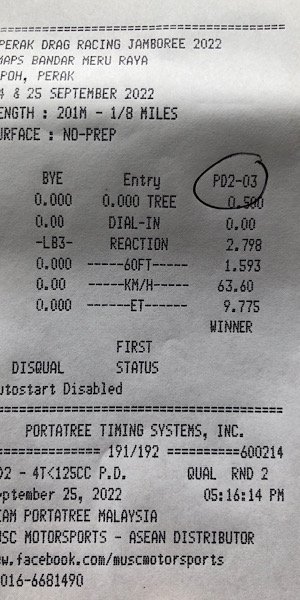 PERAK DRAG RACING JAMBOREE 2022
MAPS BANDAR MERU RAYA
POH, PERAK
4 & 25 SEPTEMBER 2022
ENGTH : 201M - 1/8 MILES
URFACE : NO-PREP
BYE Entry PD2-03
0.000 0.000 TREE 0.500
0.00 DIAL-IN 0.00
-LB3- REACTION 2.798
0.000 ------60FT------ 1.593
0.00 ------KM/H------ 63.60
0.000 -------ET------- 9.775
WINNER
FIRST
DISQUAL STATUS
utostart Disabled
========================================
PORTATREE TIMING SYSTEMS, INC.
============== 191/192 ===========600214
D2 - 4T<125CC P.D. QUAL RND 2
eptember 25, 2022 05:16:14 PM
EAM PORTATREE MALAYSIA
USC MOTORSPORTS - ASEAN DISTRIBUTOR
w.facebook.com/muscmotorsports
016-6681490